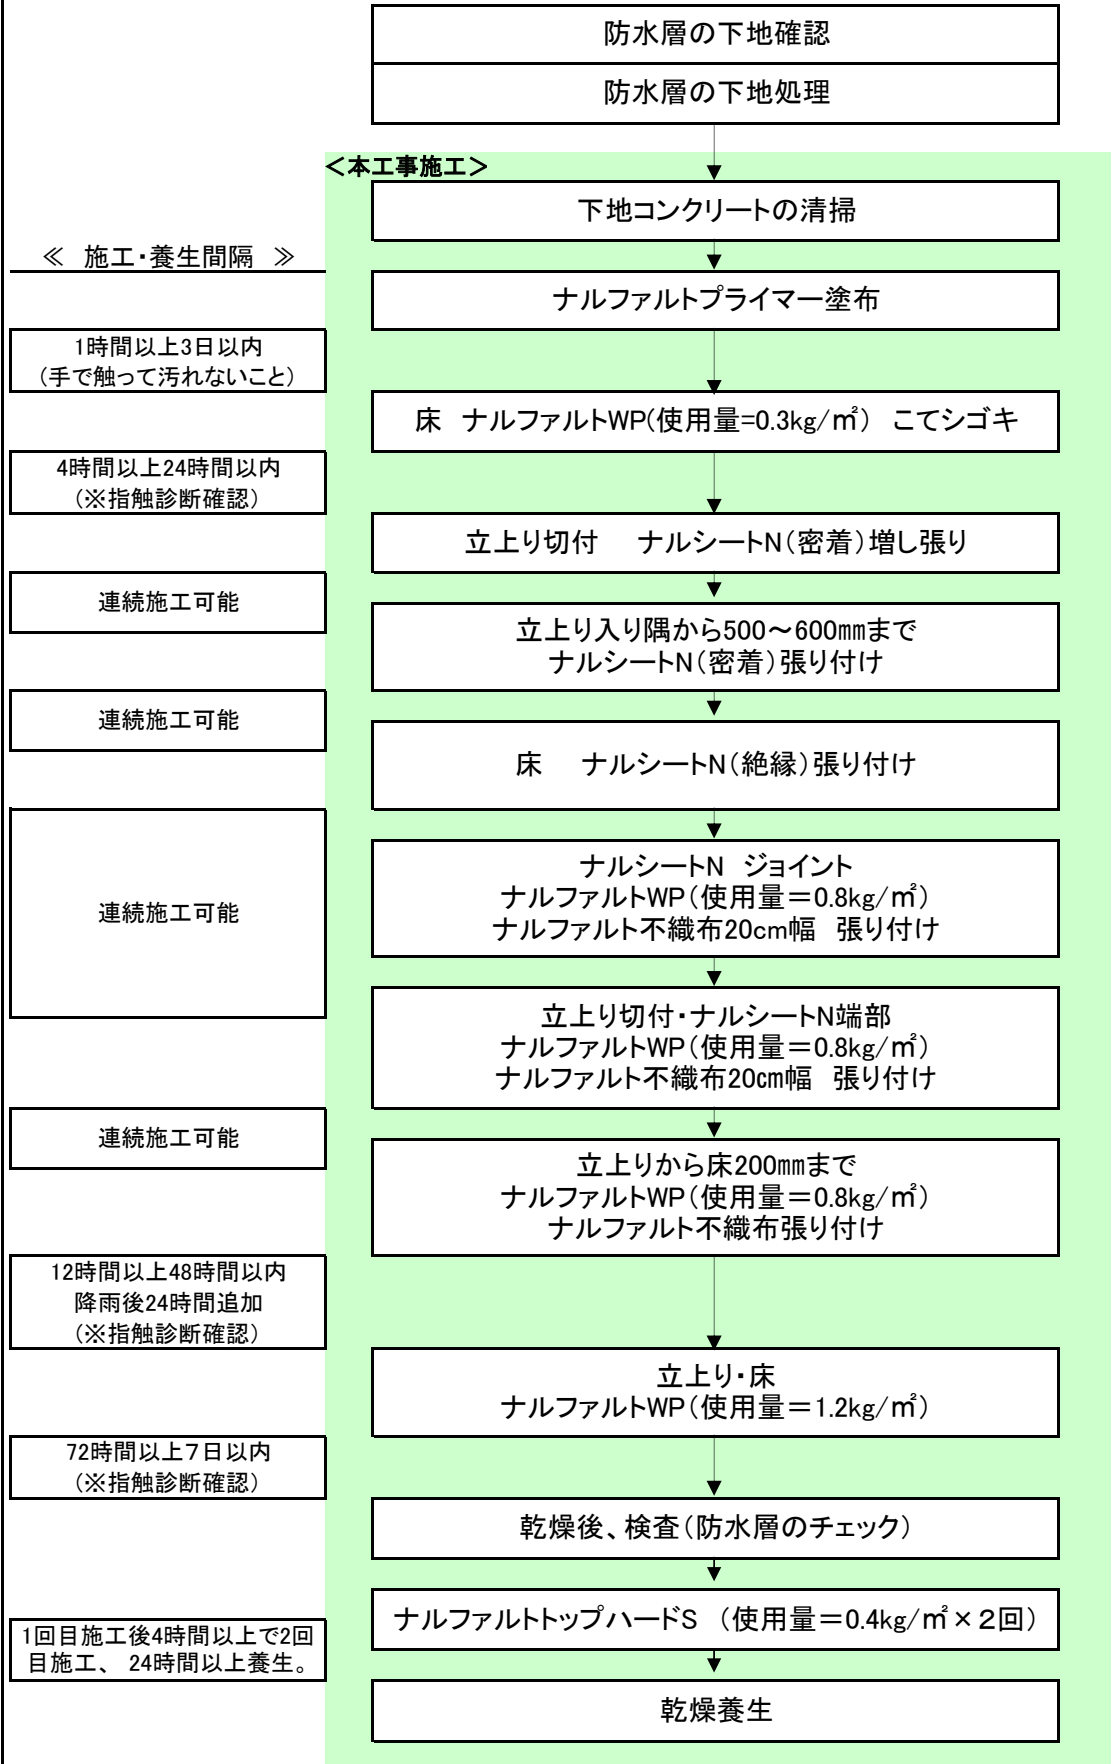 防水層の下地確認
防水層の下地処理
＜本工事施工＞
下地コンクリートの清掃
≪　施工・養生間隔　≫
ナルファルトプライマー塗布
1時間以上3日以内
（手で触って汚れないこと）
床　ナルファルトWP(使用量=0.3kg/㎡）　こてシゴキ
4時間以上24時間以内
（※指触診断確認）
立上り切付　ナルシートN（密着）増し張り
連続施工可能
立上り入り隅から500～600㎜まで
ナルシートN（密着）張り付け
連続施工可能
床　ナルシートN（絶縁）張り付け
連続施工可能
ナルシートN　ジョイント
ナルファルトWP（使用量＝0.8kg/㎡）
ナルファルト不織布20cm幅　張り付け
立上り切付・ナルシートN端部
ナルファルトWP（使用量＝0.8kg/㎡）
ナルファルト不織布20㎝幅　張り付け
連続施工可能
立上りから床200㎜まで
ナルファルトWP（使用量＝0.8kg/㎡）
ナルファルト不織布張り付け
12時間以上48時間以内
降雨後24時間追加
（※指触診断確認）
立上り・床
ナルファルトWP（使用量＝1.2kg/㎡）
72時間以上７日以内
（※指触診断確認）
乾燥後、検査（防水層のチェック）
ナルファルトトップハードS　（使用量＝0.4kg/㎡×２回）
1回目施工後4時間以上で2回
目施工、 24時間以上養生。
乾燥養生